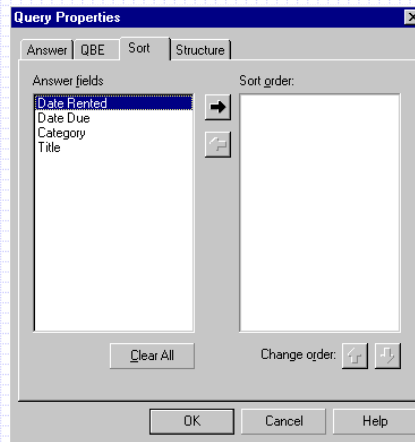 Query Properties
Answer QBE Sort Structure
Answer fields
Sort order:
Date Rented
Date Due
Category
Title
Clear All
Change order:
OK Cancel Help